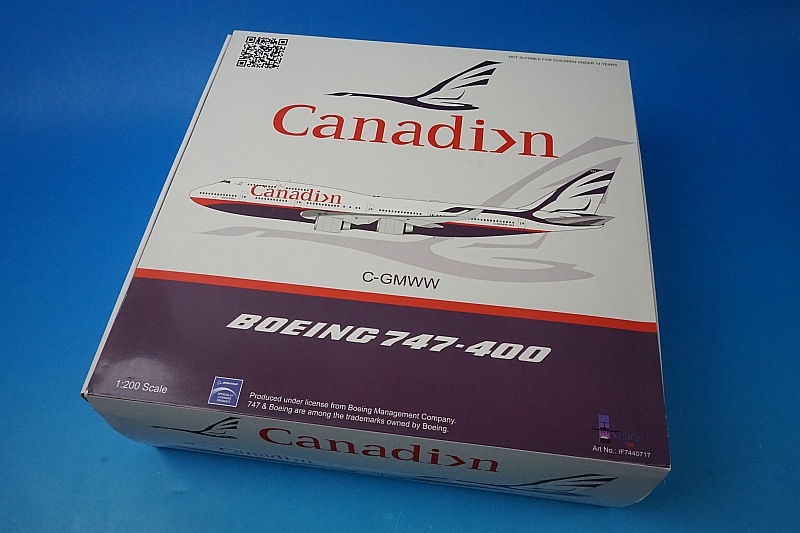 NOT SUITABLE FOR CHILDREN UNDER 14 YEARS
Canadi>n
Canadi>n
C-GMWW
BOEING 747-400
1:200 Scale
Produced under license from Boeing Management Company.
747 & Boeing are among the trademarks owned by Boeing.
INFLIGHT
Art No.: IF7440717
Canadi>n